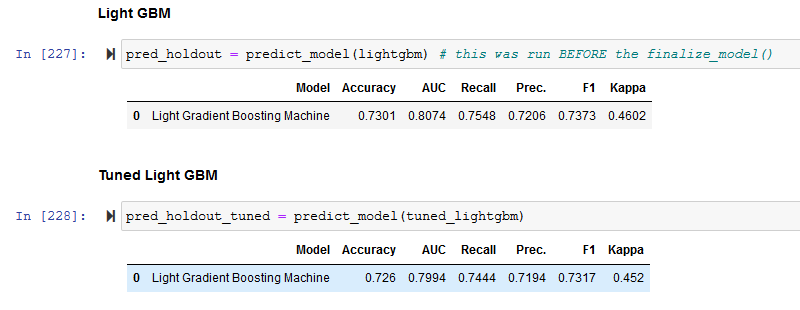 Light GBM
In [227]: pred_holdout = predict_model(lightgbm) # this was run BEFORE the finalize_model()
Model Accuracy AUC Recall Prec. F1 Kappa
0 Light Gradient Boosting Machine 0.7301 0.8074 0.7548 0.7206 0.7373 0.4602
Tuned Light GBM
In [228]: pred_holdout_tuned = predict_model(tuned_lightgbm)
Model Accuracy AUC Recall Prec. F1 Kappa
0 Light Gradient Boosting Machine 0.726 0.7994 0.7444 0.7194 0.7317 0.452